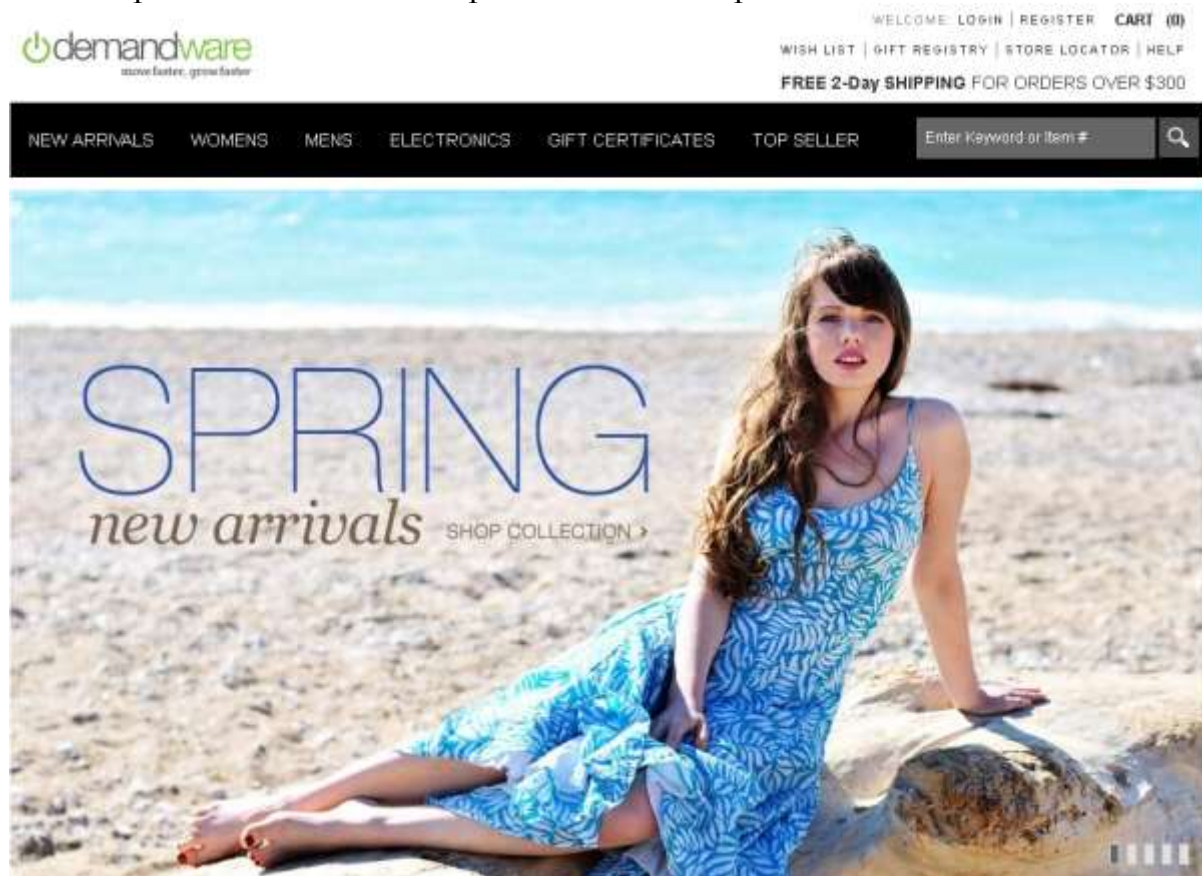 demandware
move faster, grow faster
WELCOME LOGIN | REGISTER CART (0)
WISH LIST | GIFT REGISTRY | STORE LOCATOR | HELP
FREE 2-Day SHIPPING FOR ORDERS OVER $300
NEW ARRIVALS WOMENS MENS ELECTRONICS GIFT CERTIFICATES TOP SELLER Enter Keyword or Item #
SPRING
new arrivals SHOP COLLECTION ›